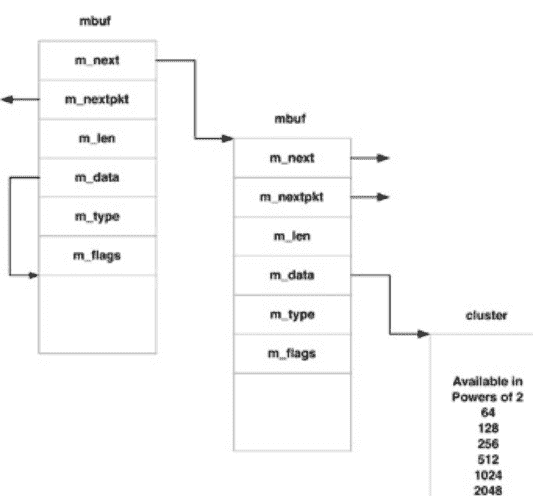 mbuf
m_next
m_nextpkt
m_len
m_data
m_type
m_flags
mbuf
m_next
m_nextpkt
m_len
m_data
m_type
m_flags
cluster
Available in
Powers of 2
64
128
256
512
1024
2048